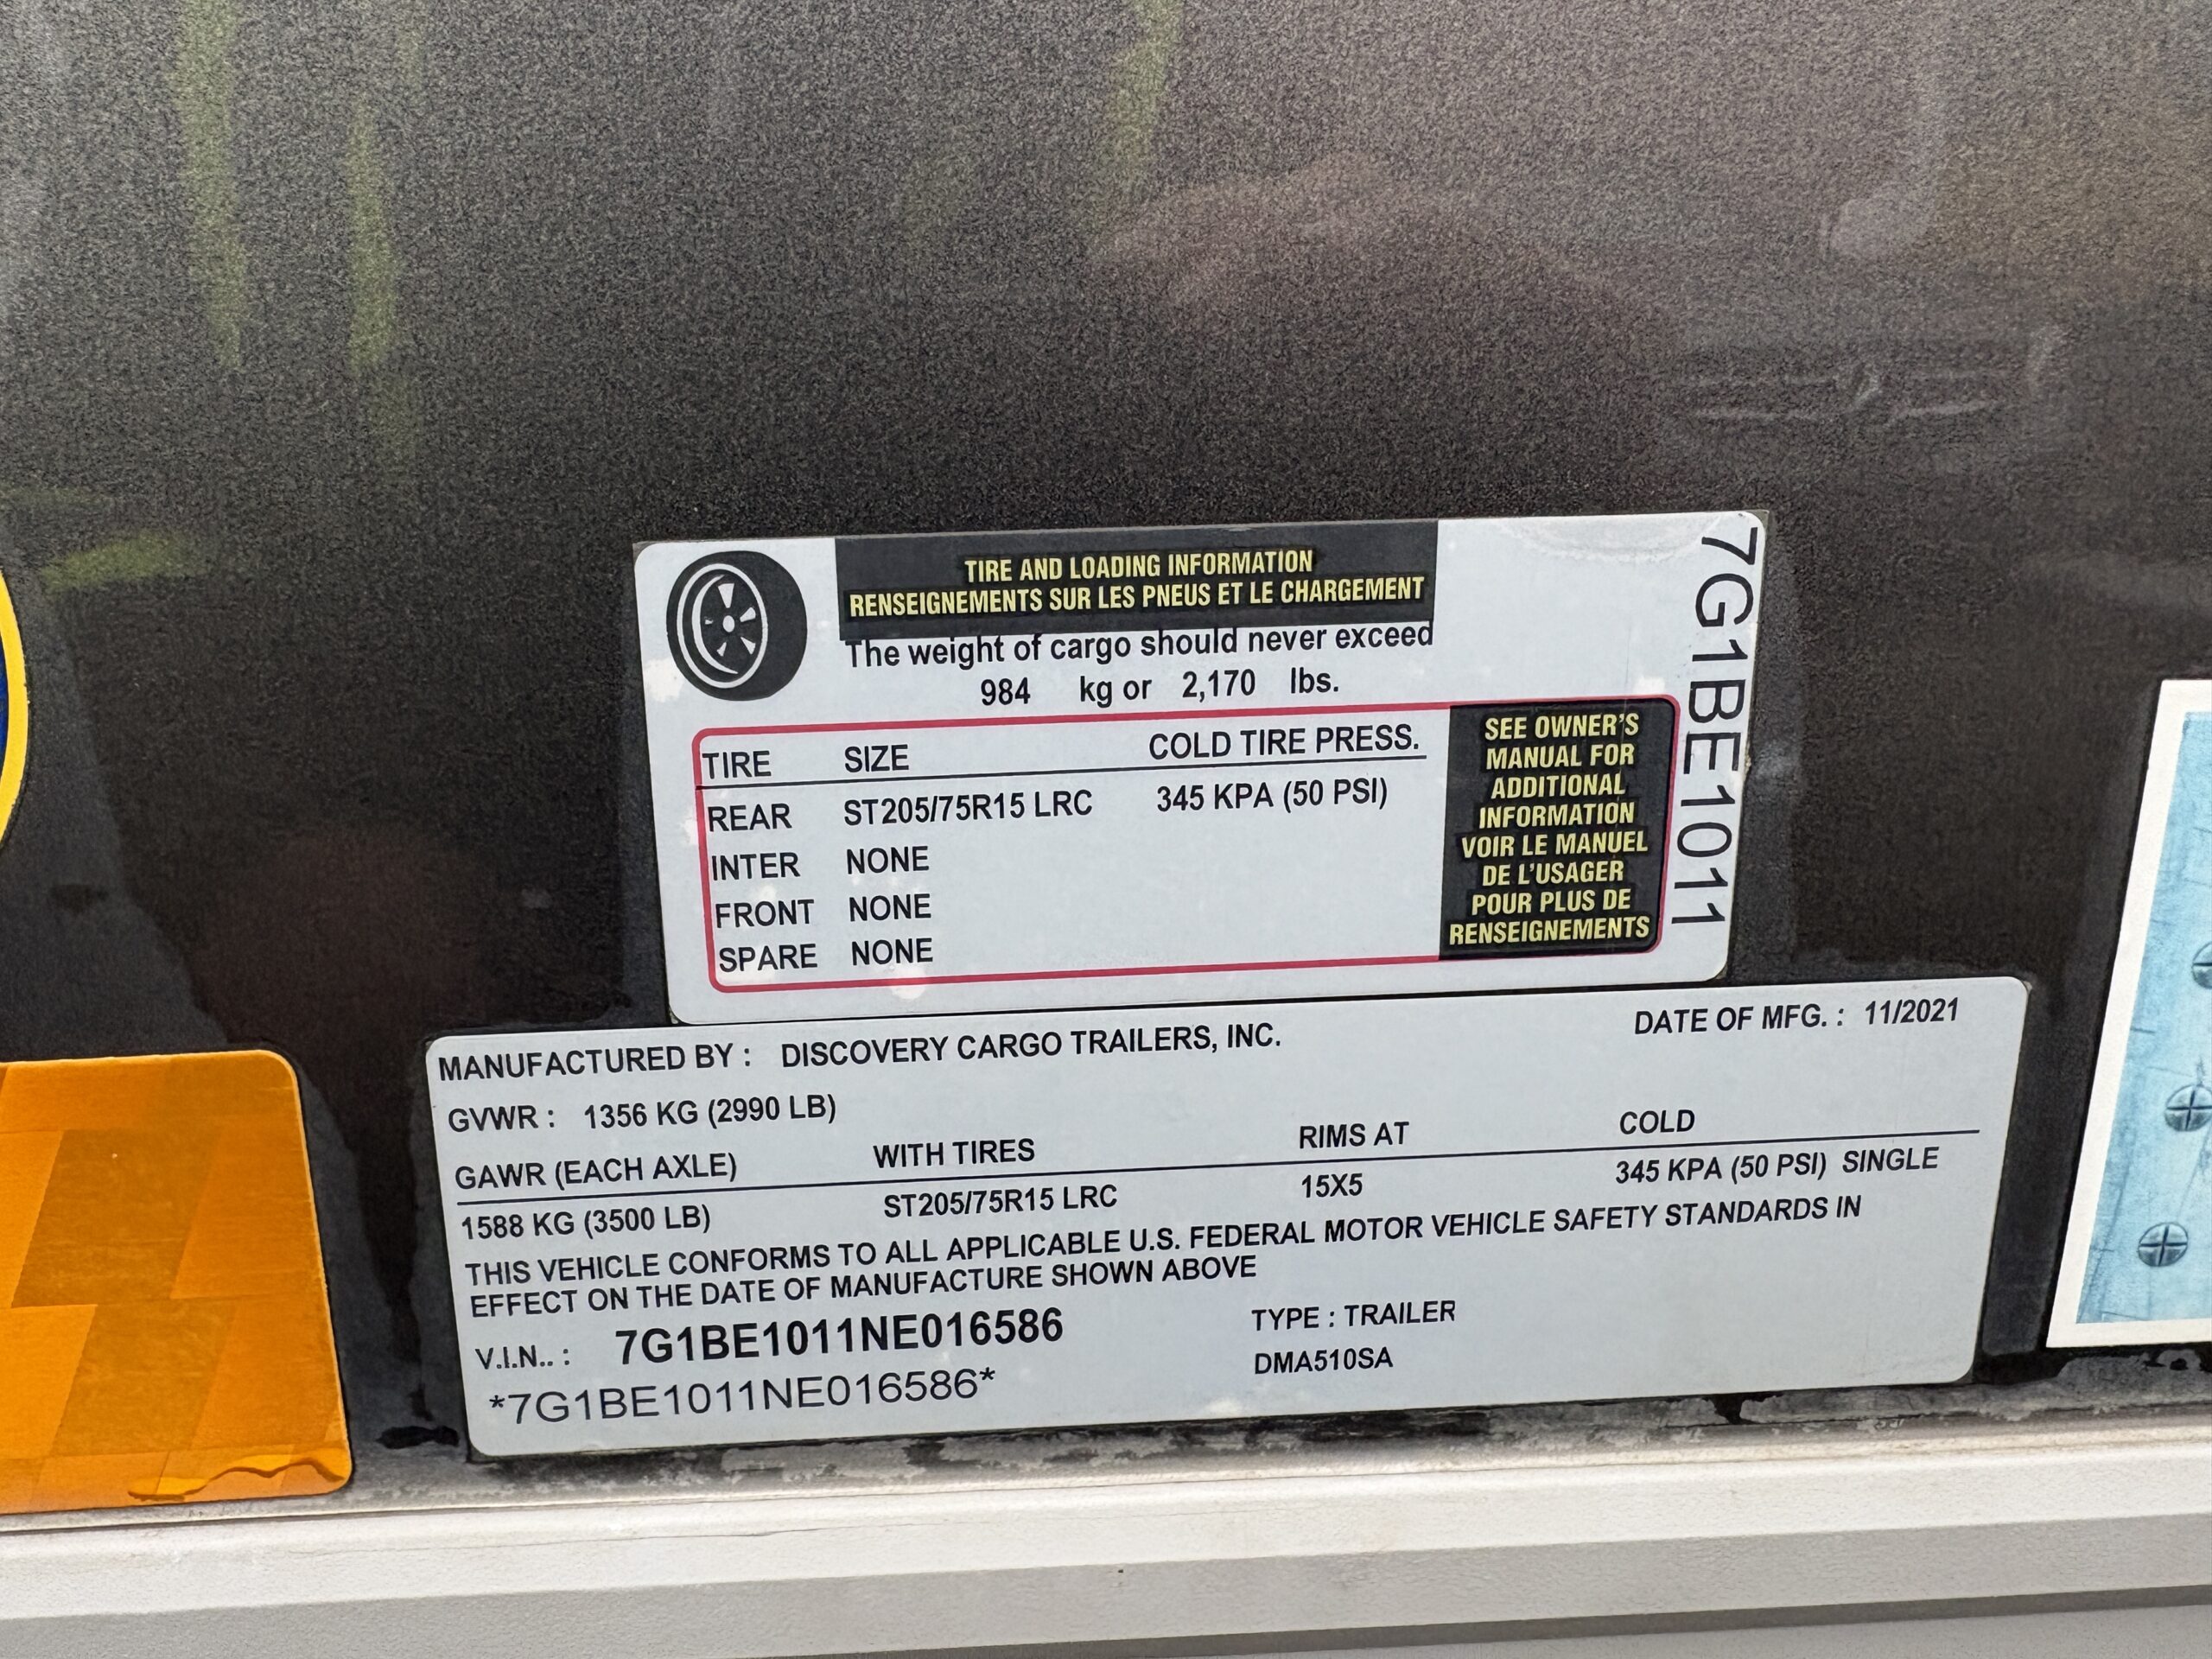 TIRE AND LOADING INFORMATION
RENSEIGNEMENTS SUR LES PNEUS ET LE CHARGEMENT
The weight of cargo should never exceed
984 kg or 2,170 lbs.
TIRE SIZE COLD TIRE PRESS.
REAR ST205/75R15 LRC 345 KPA (50 PSI)
INTER NONE
FRONT NONE
SPARE NONE
SEE OWNER'S
MANUAL FOR
ADDITIONAL
INFORMATION
VOIR LE MANUEL
DE L'USAGER
POUR PLUS DE
RENSEIGNEMENTS
7G1BE1011
MANUFACTURED BY : DISCOVERY CARGO TRAILERS, INC. DATE OF MFG. : 11/2021
GVWR : 1356 KG (2990 LB)
GAWR (EACH AXLE) WITH TIRES RIMS AT COLD
1588 KG (3500 LB) ST205/75R15 LRC 15X5 345 KPA (50 PSI) SINGLE
THIS VEHICLE CONFORMS TO ALL APPLICABLE U.S. FEDERAL MOTOR VEHICLE SAFETY STANDARDS IN
EFFECT ON THE DATE OF MANUFACTURE SHOWN ABOVE
V.I.N.. : 7G1BE1011NE016586 TYPE : TRAILER
*7G1BE1011NE016586* DMA510SA